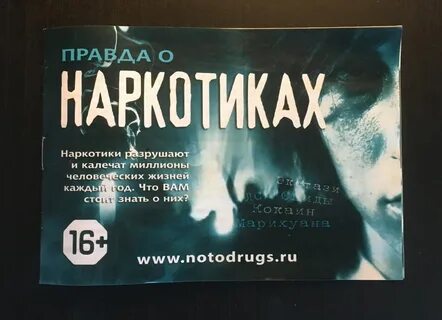 ПРАВДА О
НАРКОТИКАХ
Наркотики разрушают
и калечат миллионы
человеческих жизней
каждый год. Что ВАМ
стоит знать о них?
экстази
Кокаин
Марихуана
16+
www.notodrugs.ru